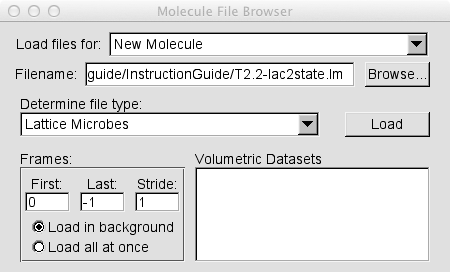 Molecule File Browser
Load files for: New Molecule
Filename: guide/InstructionGuide/T2.2-lac2state.lm Browse...
Determine file type:
Lattice Microbes Load
Frames: Volumetric Datasets
First: Last: Stride:
0 -1 1
Load in background
Load all at once